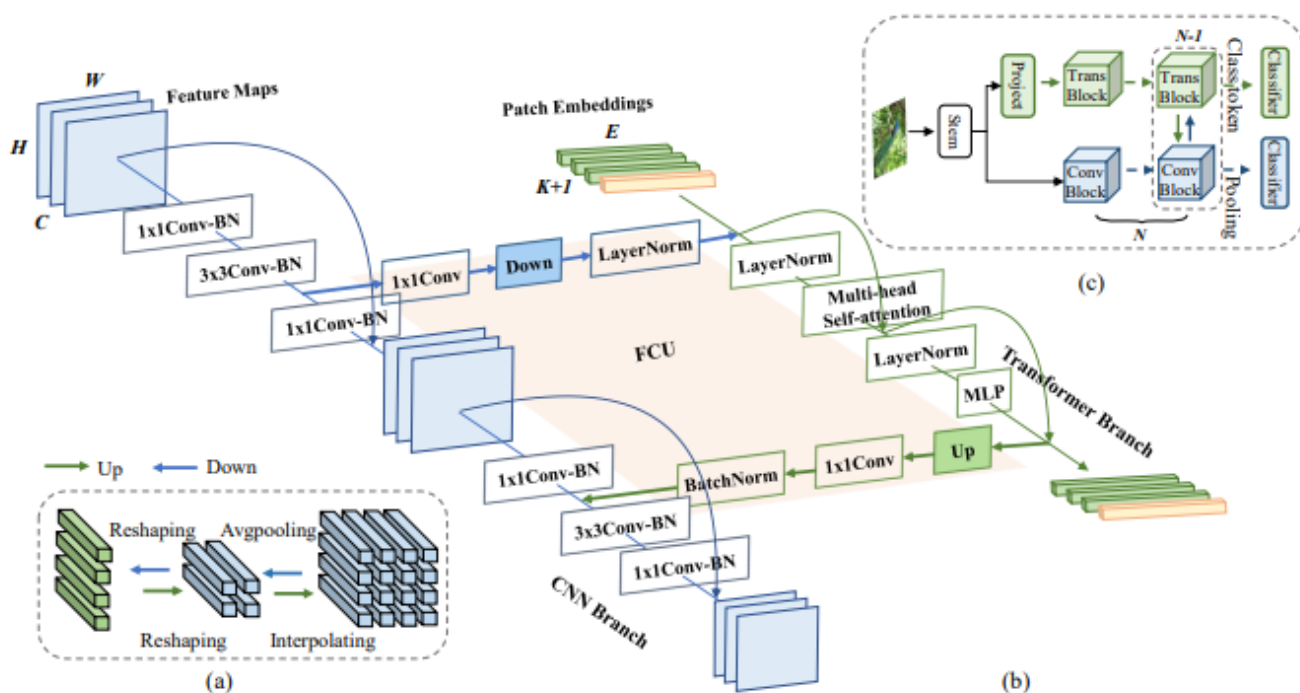 W
Feature Maps
H
C
1x1Conv-BN
3x3Conv-BN
1x1Conv-BN
1x1Conv
Down
LayerNorm
Patch Embeddings
E
K+1
LayerNorm
Multi-head
Self-attention
LayerNorm
MLP
Transformer Branch
FCU
Up
1x1Conv
BatchNorm
1x1Conv-BN
3x3Conv-BN
1x1Conv-BN
CNN Branch
Up
Down
Reshaping
Avgpooling
Reshaping
Interpolating
(a)
(b)
Stem
Project
Trans
Block
N-1
Trans
Block
Class token
Classifier
Conv
Block
Conv
Block
Pooling
Classifier
N
(c)